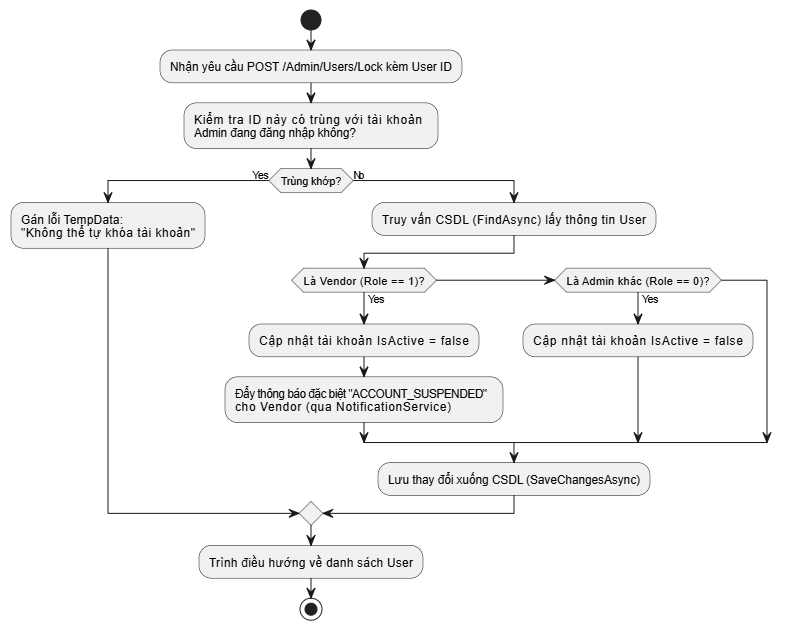 Nhận yêu cầu POST /Admin/Users/Lock kèm User ID
Kiểm tra ID này có trùng với tài khoản
Admin đang đăng nhập không?
Trùng khớp?
Yes
No
Gán lỗi TempData:
"Không thể tự khóa tài khoản"
Truy vấn CSDL (FindAsync) lấy thông tin User
Là Vendor (Role == 1)?
Là Admin khác (Role == 0)?
Yes
Yes
Cập nhật tài khoản IsActive = false
Cập nhật tài khoản IsActive = false
Đẩy thông báo đặc biệt "ACCOUNT_SUSPENDED"
cho Vendor (qua NotificationService)
Lưu thay đổi xuống CSDL (SaveChangesAsync)
Trình điều hướng về danh sách User